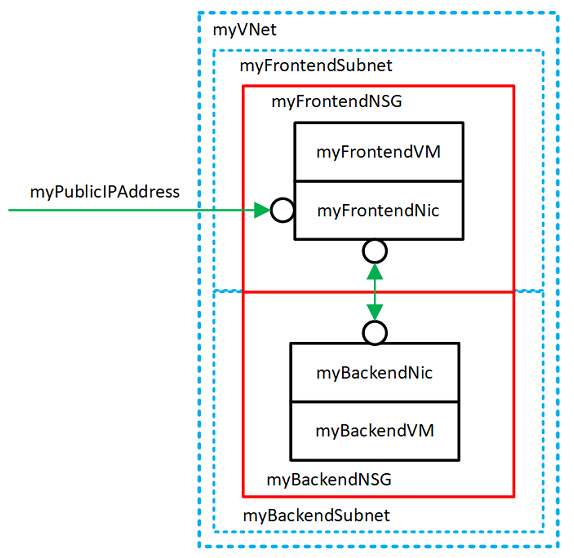 myVNet
myFrontendSubnet
myFrontendNSG
myFrontendVM
myPublicIPAddress
myFrontendNic
myBackendNic
myBackendVM
myBackendNSG
myBackendSubnet